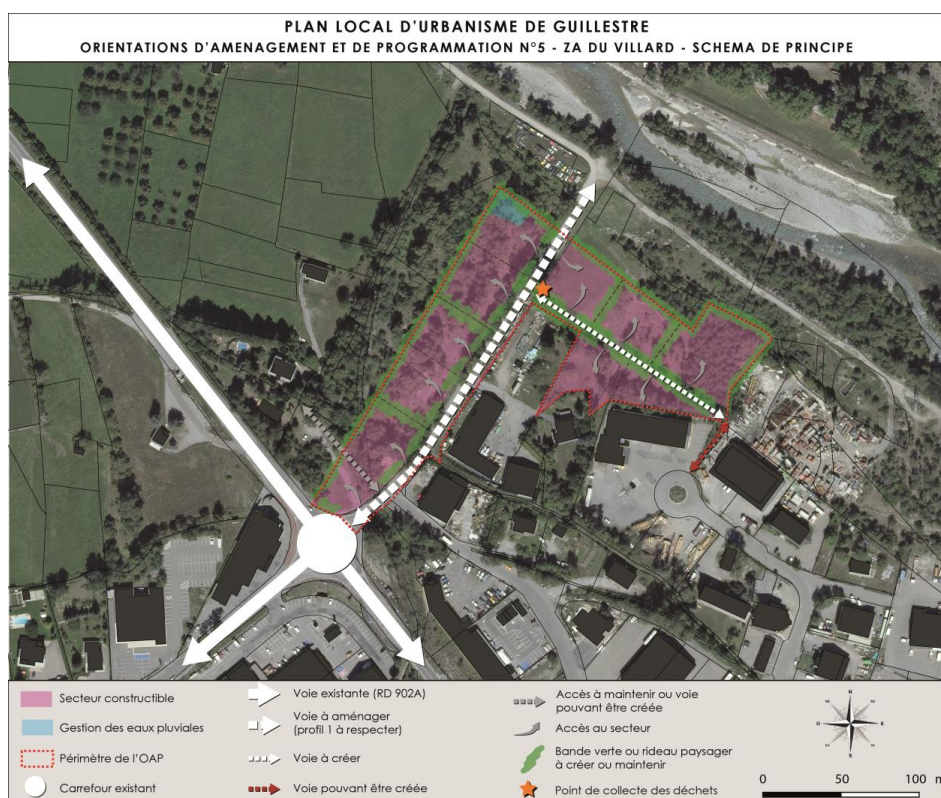 PLAN LOCAL D'URBANISME DE GUILLESTRE
ORIENTATIONS D'AMENAGEMENT ET DE PROGRAMMATION N°5 - ZA DU VILLARD - SCHEMA DE PRINCIPE
Secteur constructible
Gestion des eaux pluviales
Périmètre de l'OAP
Carrefour existant
Voie existante (RD 902A)
Voie à aménager
(profil 1 à respecter)
Voie à créer
Voie pouvant être créée
Accès à maintenir ou voie
pouvant être créée
Accès au secteur
Bande verte ou rideau paysager
à créer ou maintenir
Point de collecte des déchets
N
O
E
S
0 50 100 m